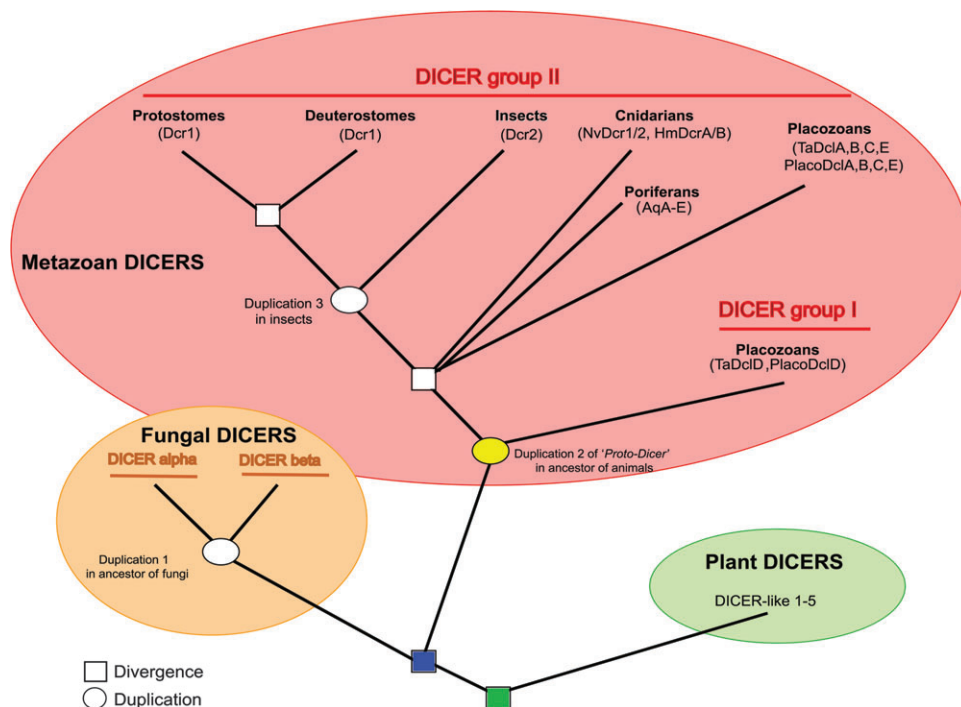 DICER group II
Protostomes
(Dcr1)
Deuterostomes
(Dcr1)
Insects
(Dcr2)
Cnidarians
(NvDcr1/2, HmDcrA/B)
Placozoans
(TaDclA,B,C,E
PlacoDclA,B,C,E)
Poriferans
(AqA-E)
Metazoan DICERS
Duplication 3
in insects
DICER group I
Placozoans
(TaDclD,PlacoDclD)
Duplication 2 of 'Proto-Dicer'
in ancestor of animals
Fungal DICERS
DICER alpha
DICER beta
Duplication 1
in ancestor of fungi
Plant DICERS
DICER-like 1-5
Divergence
Duplication